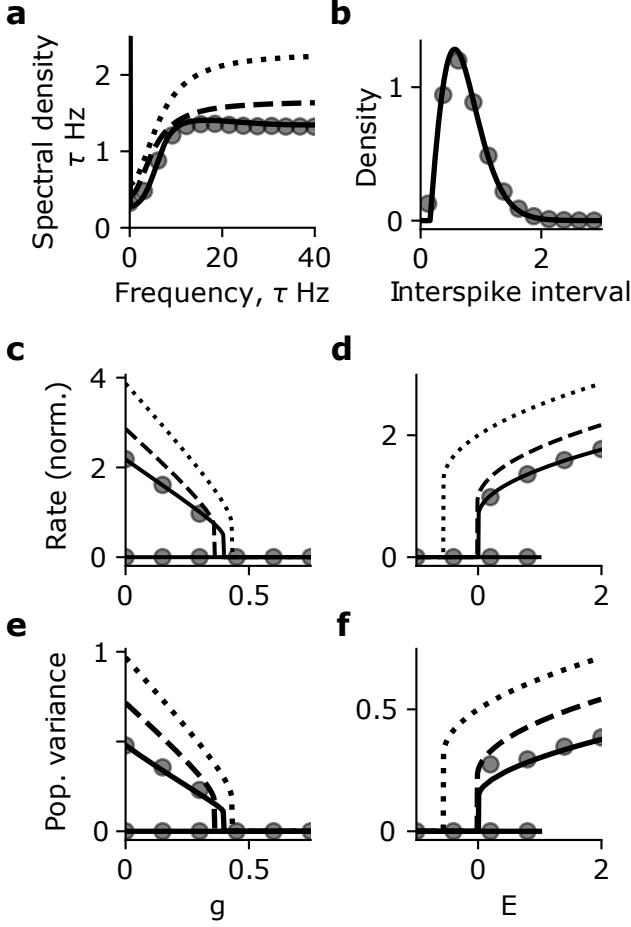 a
Spectral density
τ Hz
2
1
0
0
20
40
Frequency, τ Hz
b
Density
1
0
0
2
Interspike interval
c
Rate (norm.)
4
2
0
0
0.5
d
2
0
0
2
e
Pop. variance
1
0
0
0.5
g
f
0.5
0
0
2
E